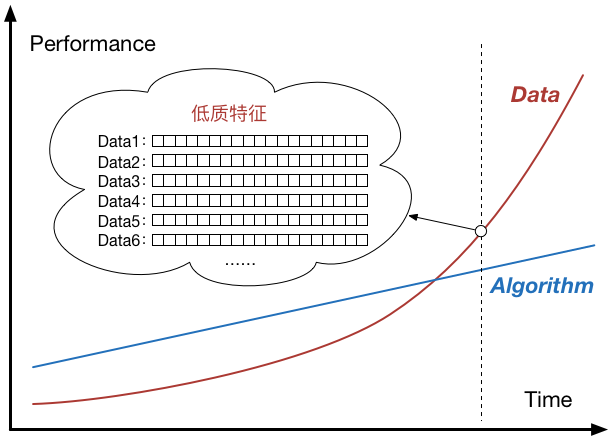 Performance
Data
低质特征
Data1:
Data2:
Data3:
Data4:
Data5:
Data6:
......
Algorithm
Time